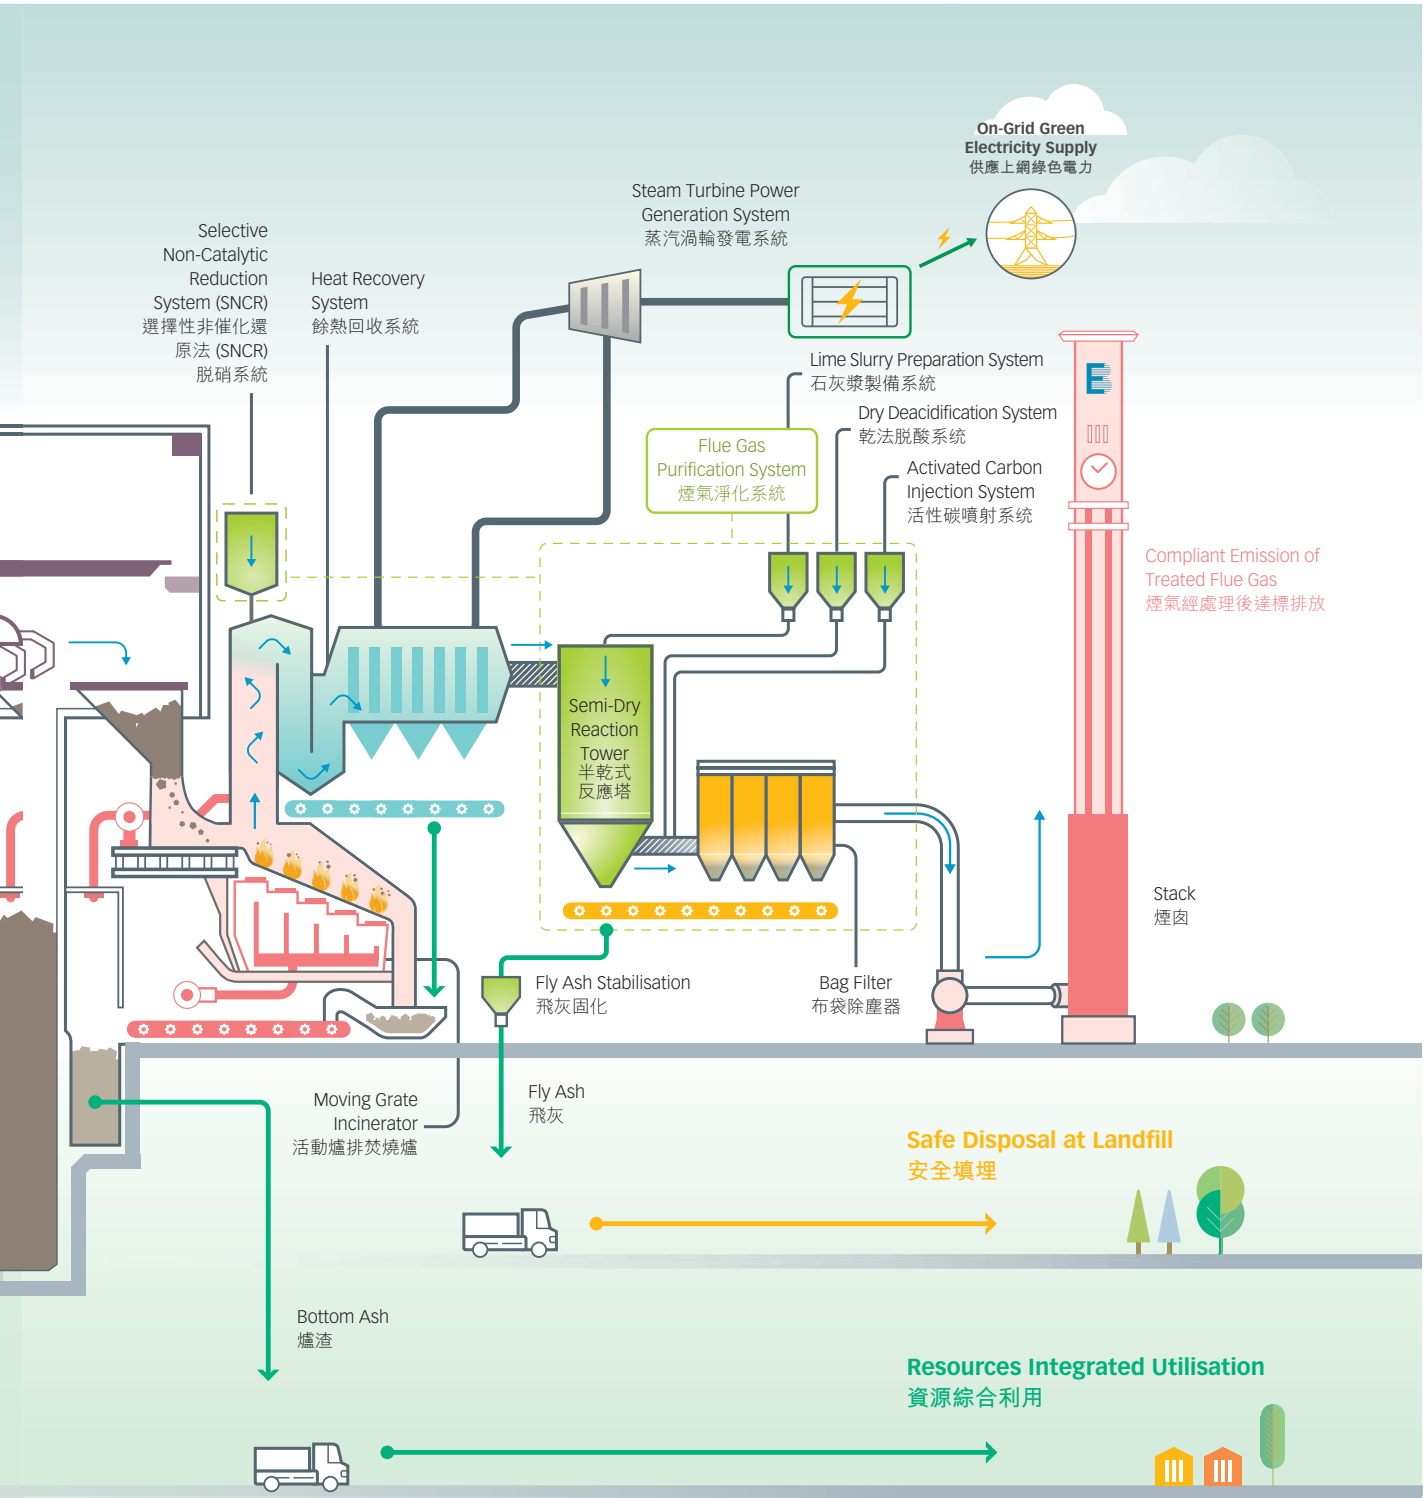 On-Grid Green
Electricity Supply
供應上網綠色電力
Steam Turbine Power
Generation System
蒸汽渦輪發電系統
Selective
Non-Catalytic
Reduction
System (SNCR)
選擇性非催化還
原法 (SNCR)
脱硝系統
Heat Recovery
System
餘熱回收系統
Lime Slurry Preparation System
石灰漿製備系統
Dry Deacidification System
乾法脱酸系统
Flue Gas
Purification System
煙氣淨化系統
Activated Carbon
Injection System
活性碳噴射系统
Compliant Emission of
Treated Flue Gas
煙氣經處理後達標排放
Semi-Dry
Reaction
Tower
半乾式
反應塔
Stack
煙囱
Fly Ash Stabilisation
飛灰固化
Bag Filter
布袋除塵器
Moving Grate
Incinerator
活動爐排焚燒爐
Fly Ash
飛灰
Safe Disposal at Landfill
安全填埋
Bottom Ash
爐渣
Resources Integrated Utilisation
資源綜合利用